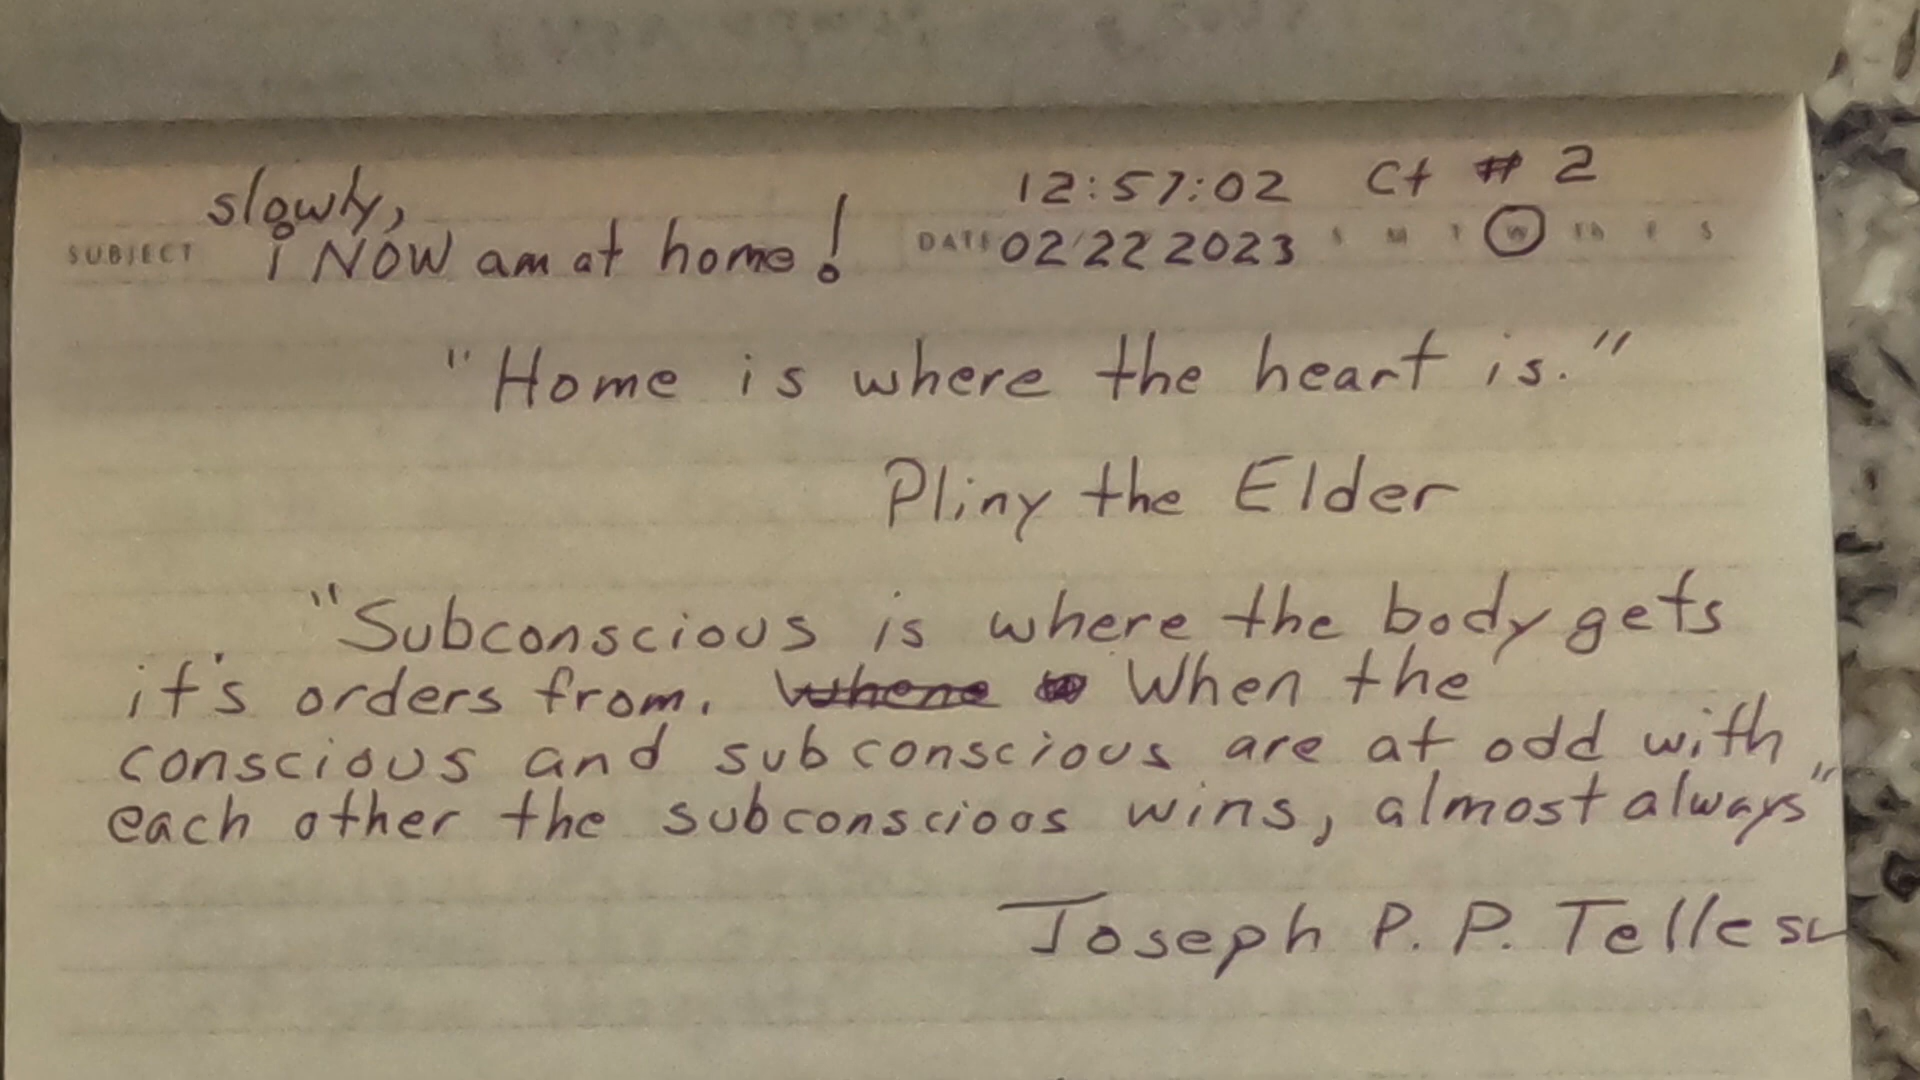 slowly, 12:57:02 Ct # 2
SUBJECT i NOW am at home! DATE 02/22 2023 S M T W Th F S
"Home is where the heart is."
Pliny the Elder
"Subconscious is where the body gets
it's orders from. When the
conscious and subconscious are at odd with
each other the subconscious wins, almost always"
Joseph P. P. Telles